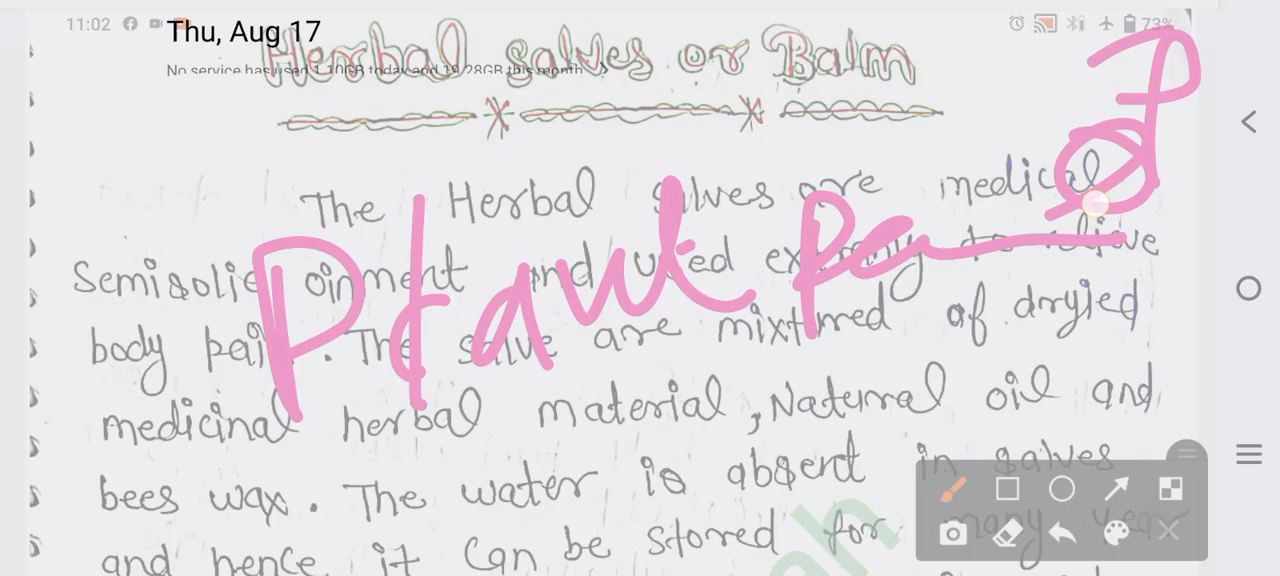 11:02
Thu, Aug 17
73%
No service has used 1.10GB today and 19.28GB this month
Herbal salves or Balm
The Herbal salves are medical
Semisolid oinment and used to relieve
body pain. The salve are mixtured of dryied
medicinal herbal material, Natural oil and
bees wax. The water is absent in salves
and hence it can be stored for many year